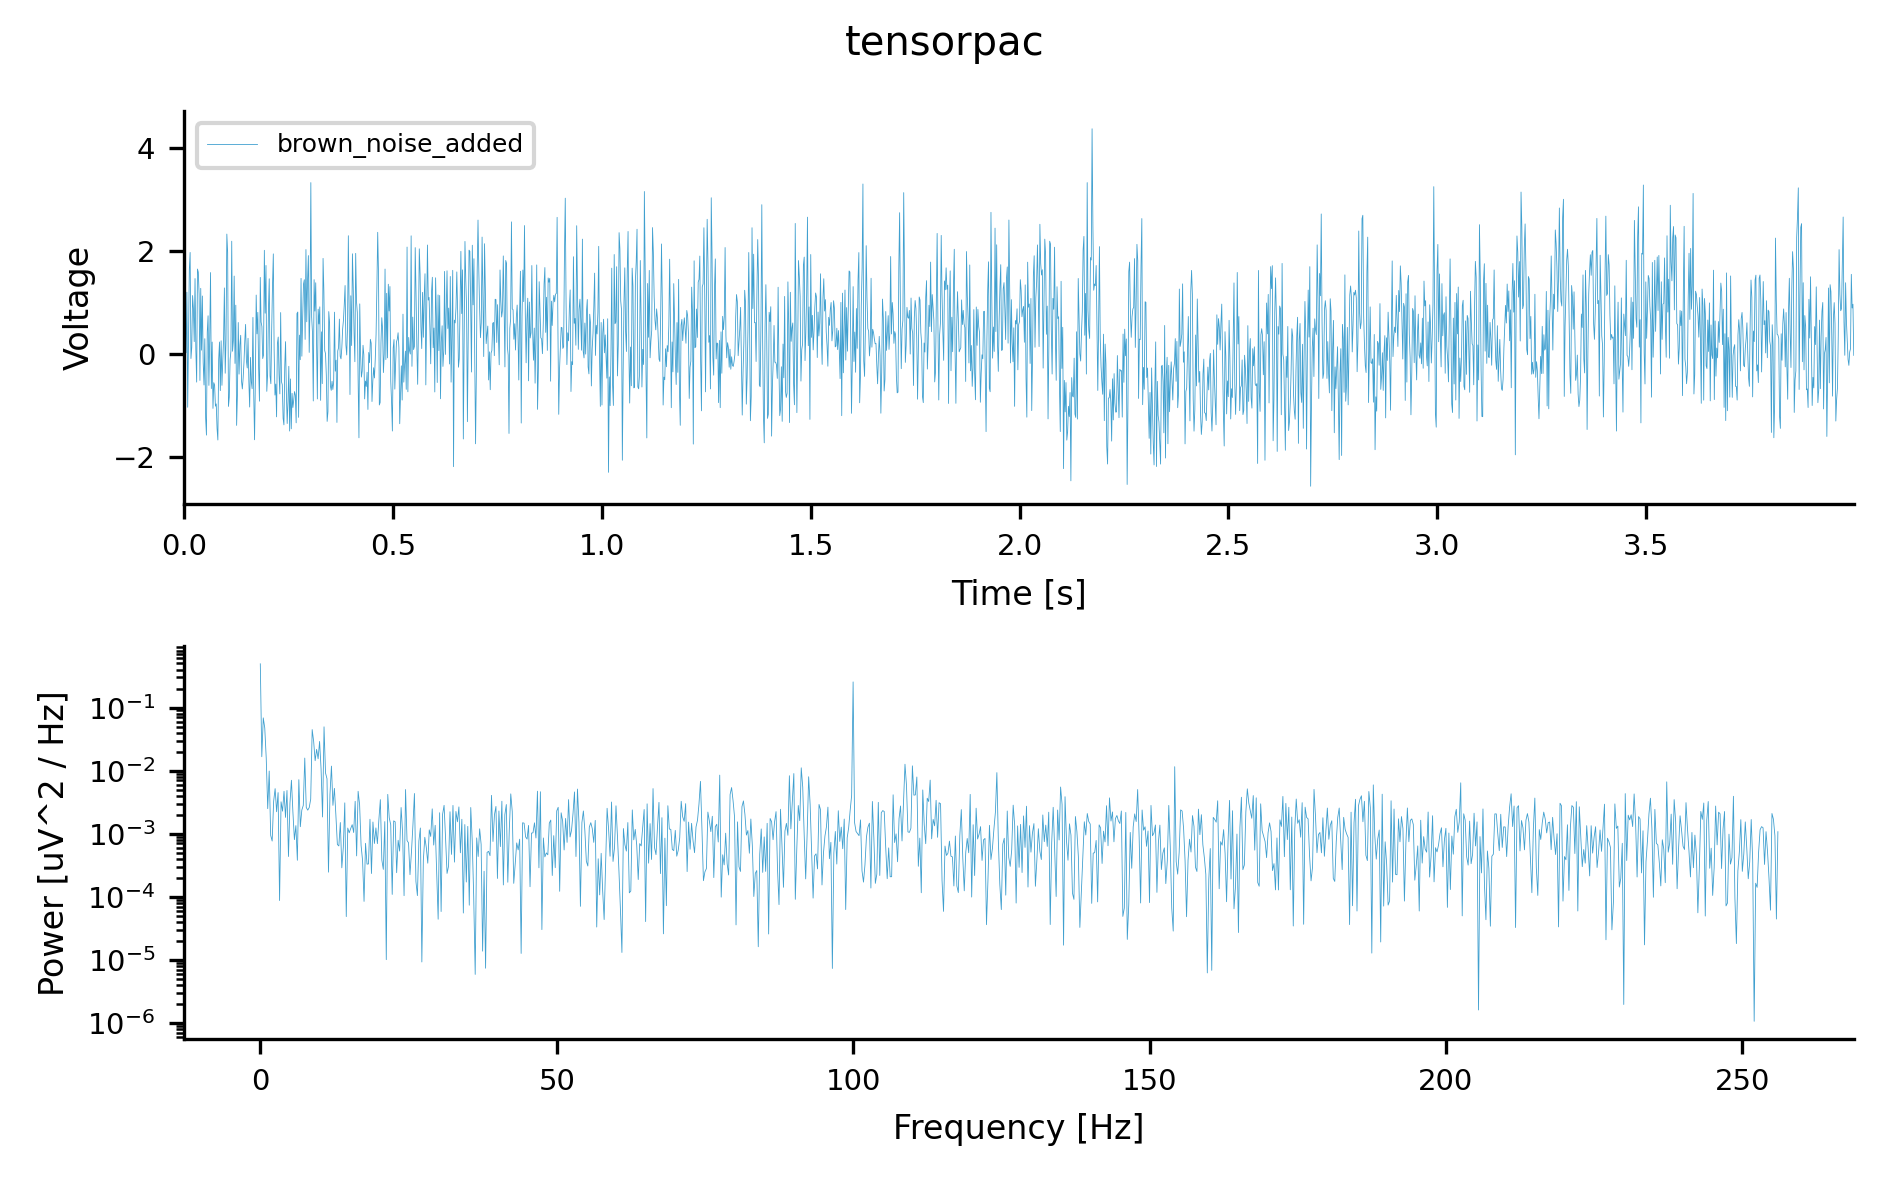 tensorpac
brown_noise_added
Voltage
4
2
0
−2
0.0 0.5 1.0 1.5 2.0 2.5 3.0 3.5
Time [s]
Power [uV^2 / Hz]
10⁻¹
10⁻²
10⁻³
10⁻⁴
10⁻⁵
10⁻⁶
0 50 100 150 200 250
Frequency [Hz]